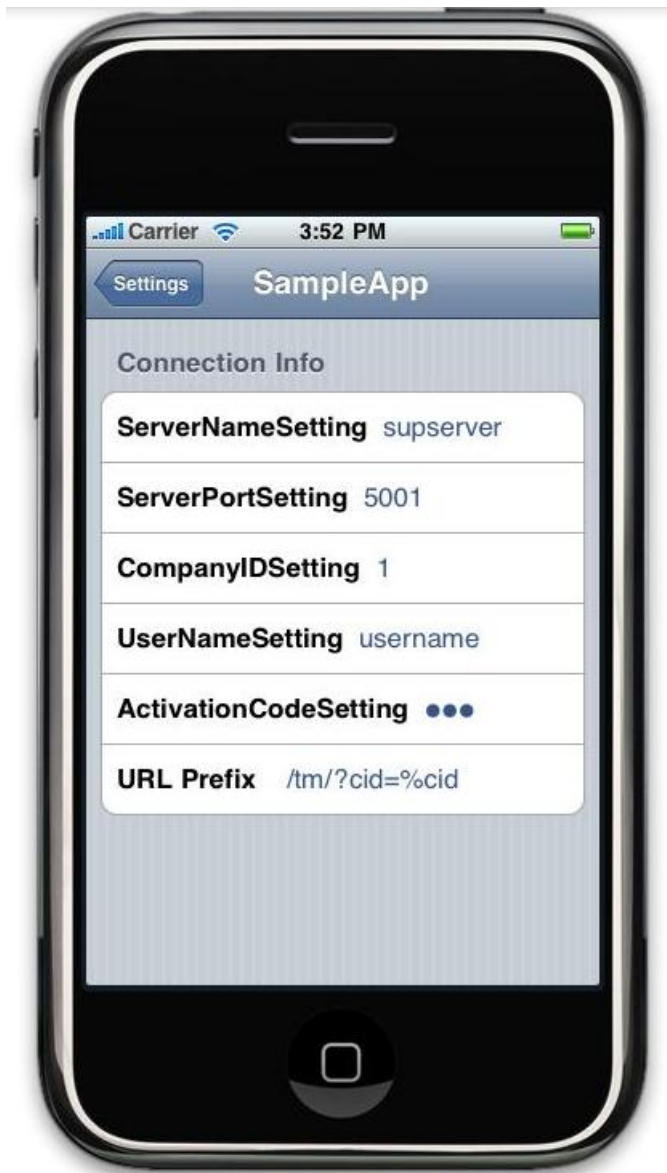 Carrier 3:52 PM
Settings SampleApp
Connection Info
ServerNameSetting supserver
ServerPortSetting 5001
CompanyIDSetting 1
UserNameSetting username
ActivationCodeSetting •••
URL Prefix /tm/?cid=%cid